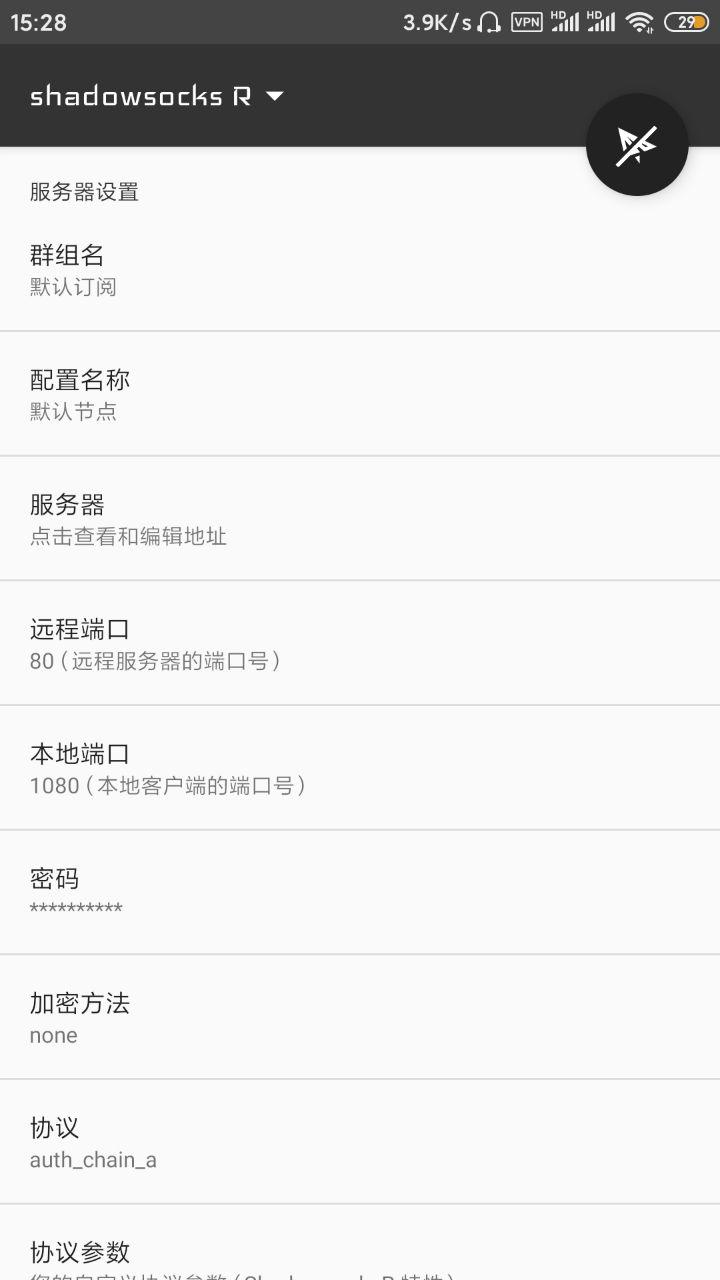 15:28
3.9K/s VPN HD HD 29
shadowsocks R
服务器设置
群组名
默认订阅
配置名称
默认节点
服务器
点击查看和编辑地址
远程端口
80 (远程服务器的端口号)
本地端口
1080 (本地客户端的端口号)
密码
**********
加密方法
none
协议
auth_chain_a
协议参数